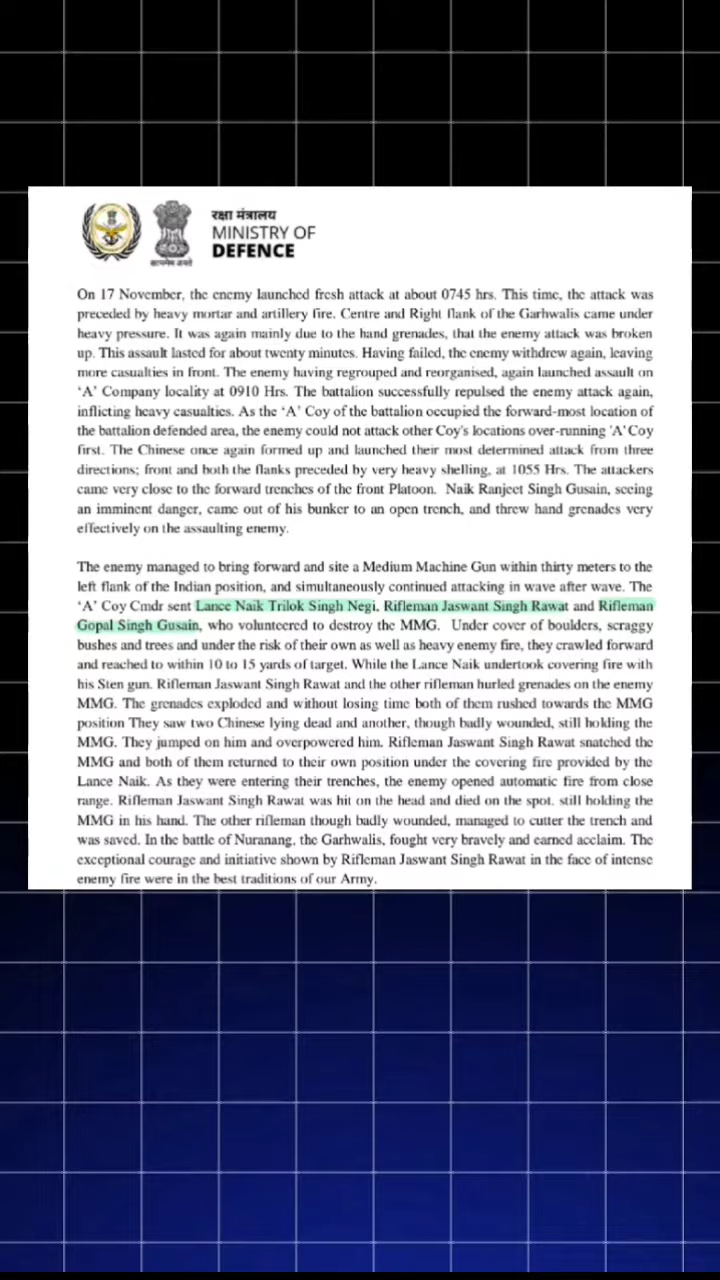 रक्षा मंत्रालय
MINISTRY OF
DEFENCE
सत्यमेव जयते
On 17 November, the enemy launched fresh attack at about 0745 hrs. This time, the attack was
preceded by heavy mortar and artillery fire. Centre and Right flank of the Garhwalis came under
heavy pressure. It was again mainly due to the hand grenades, that the enemy attack was broken
up. This assault lasted for about twenty minutes. Having failed, the enemy withdrew again, leaving
more casualties in front. The enemy having regrouped and reorganised, again launched assault on
'A' Company locality at 0910 Hrs. The battalion successfully repulsed the enemy attack again,
inflicting heavy casualties. As the 'A' Coy of the battalion occupied the forward-most location of
the battalion defended area, the enemy could not attack other Coy's locations over-running 'A' Coy
first. The Chinese once again formed up and launched their most determined attack from three
directions; front and both the flanks preceded by very heavy shelling, at 1055 Hrs. The attackers
came very close to the forward trenches of the front Platoon. Naik Ranjeet Singh Gusain, seeing
an imminent danger, came out of his bunker to an open trench, and threw hand grenades very
effectively on the assaulting enemy.
The enemy managed to bring forward and site a Medium Machine Gun within thirty meters to the
left flank of the Indian position, and simultaneously continued attacking in wave after wave. The
'A' Coy Cmdr sent Lance Naik Trilok Singh Negi, Rifleman Jaswant Singh Rawat and Rifleman
Gopal Singh Gusain, who volunteered to destroy the MMG. Under cover of boulders, scraggy
bushes and trees and under the risk of their own as well as heavy enemy fire, they crawled forward
and reached to within 10 to 15 yards of target. While the Lance Naik undertook covering fire with
his Sten gun. Rifleman Jaswant Singh Rawat and the other rifleman hurled grenades on the enemy
MMG. The grenades exploded and without losing time both of them rushed towards the MMG
position They saw two Chinese lying dead and another, though badly wounded, still holding the
MMG. They jumped on him and overpowered him. Rifleman Jaswant Singh Rawat snatched the
MMG and both of them returned to their own position under the covering fire provided by the
Lance Naik. As they were entering their trenches, the enemy opened automatic fire from close
range. Rifleman Jaswant Singh Rawat was hit on the head and died on the spot. still holding the
MMG in his hand. The other rifleman though badly wounded, managed to cutter the trench and
was saved. In the battle of Nuranang, the Garhwalis, fought very bravely and earned acclaim. The
exceptional courage and initiative shown by Rifleman Jaswant Singh Rawat in the face of intense
enemy fire were in the best traditions of our Army.